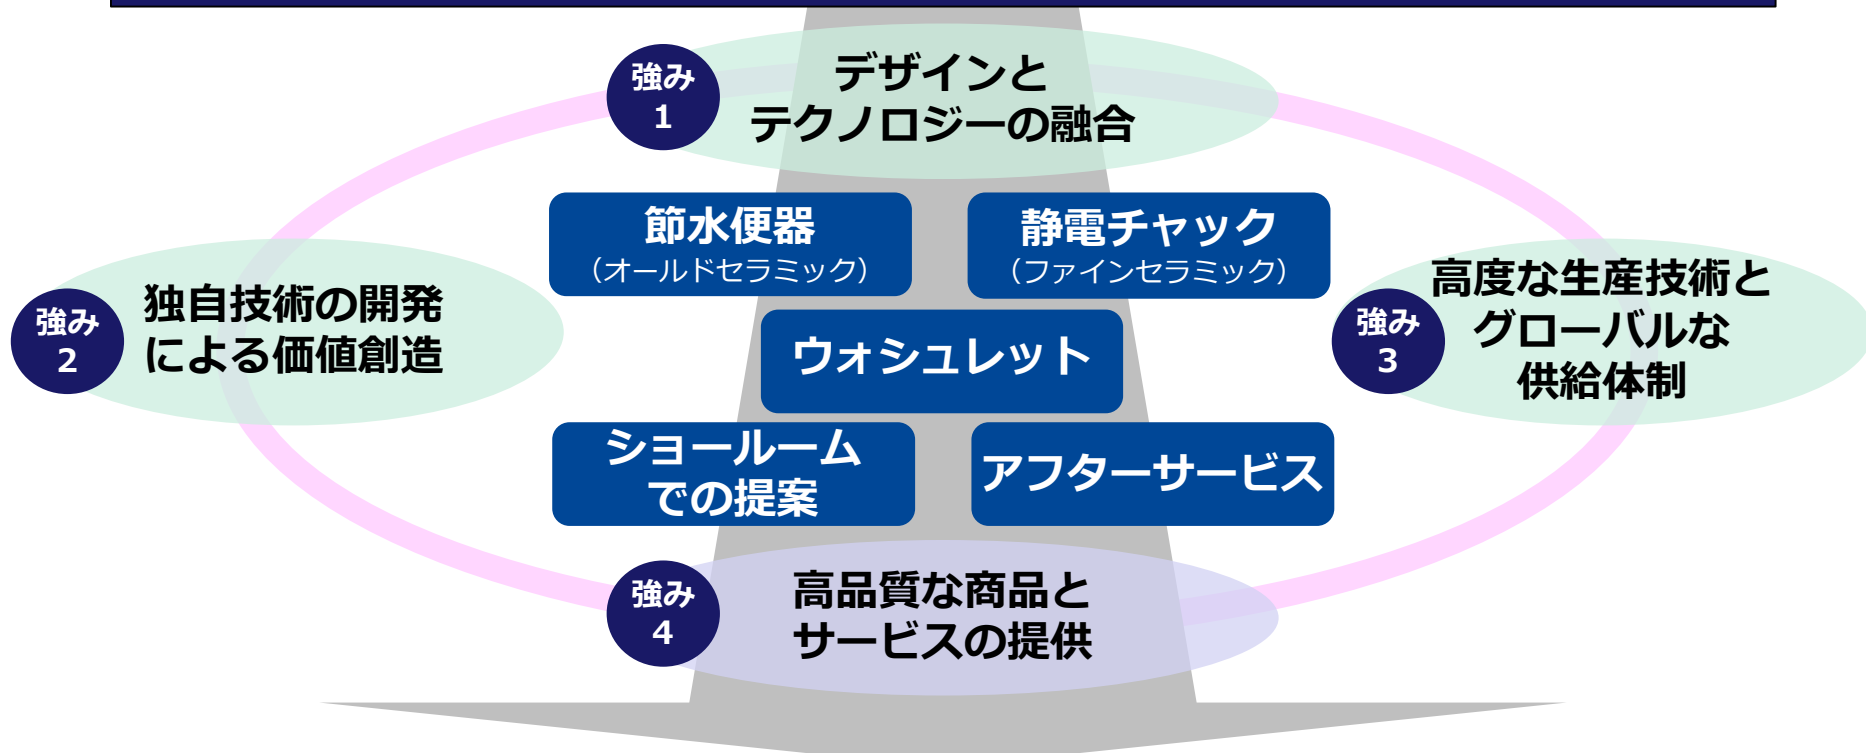 強み
1
デザインと
テクノロジーの融合
節水便器
（オールドセラミック）
静電チャック
（ファインセラミック）
強み
2
独自技術の開発
による価値創造
ウォシュレット
強み
3
高度な生産技術と
グローバルな
供給体制
ショールーム
での提案
アフターサービス
強み
4
高品質な商品と
サービスの提供